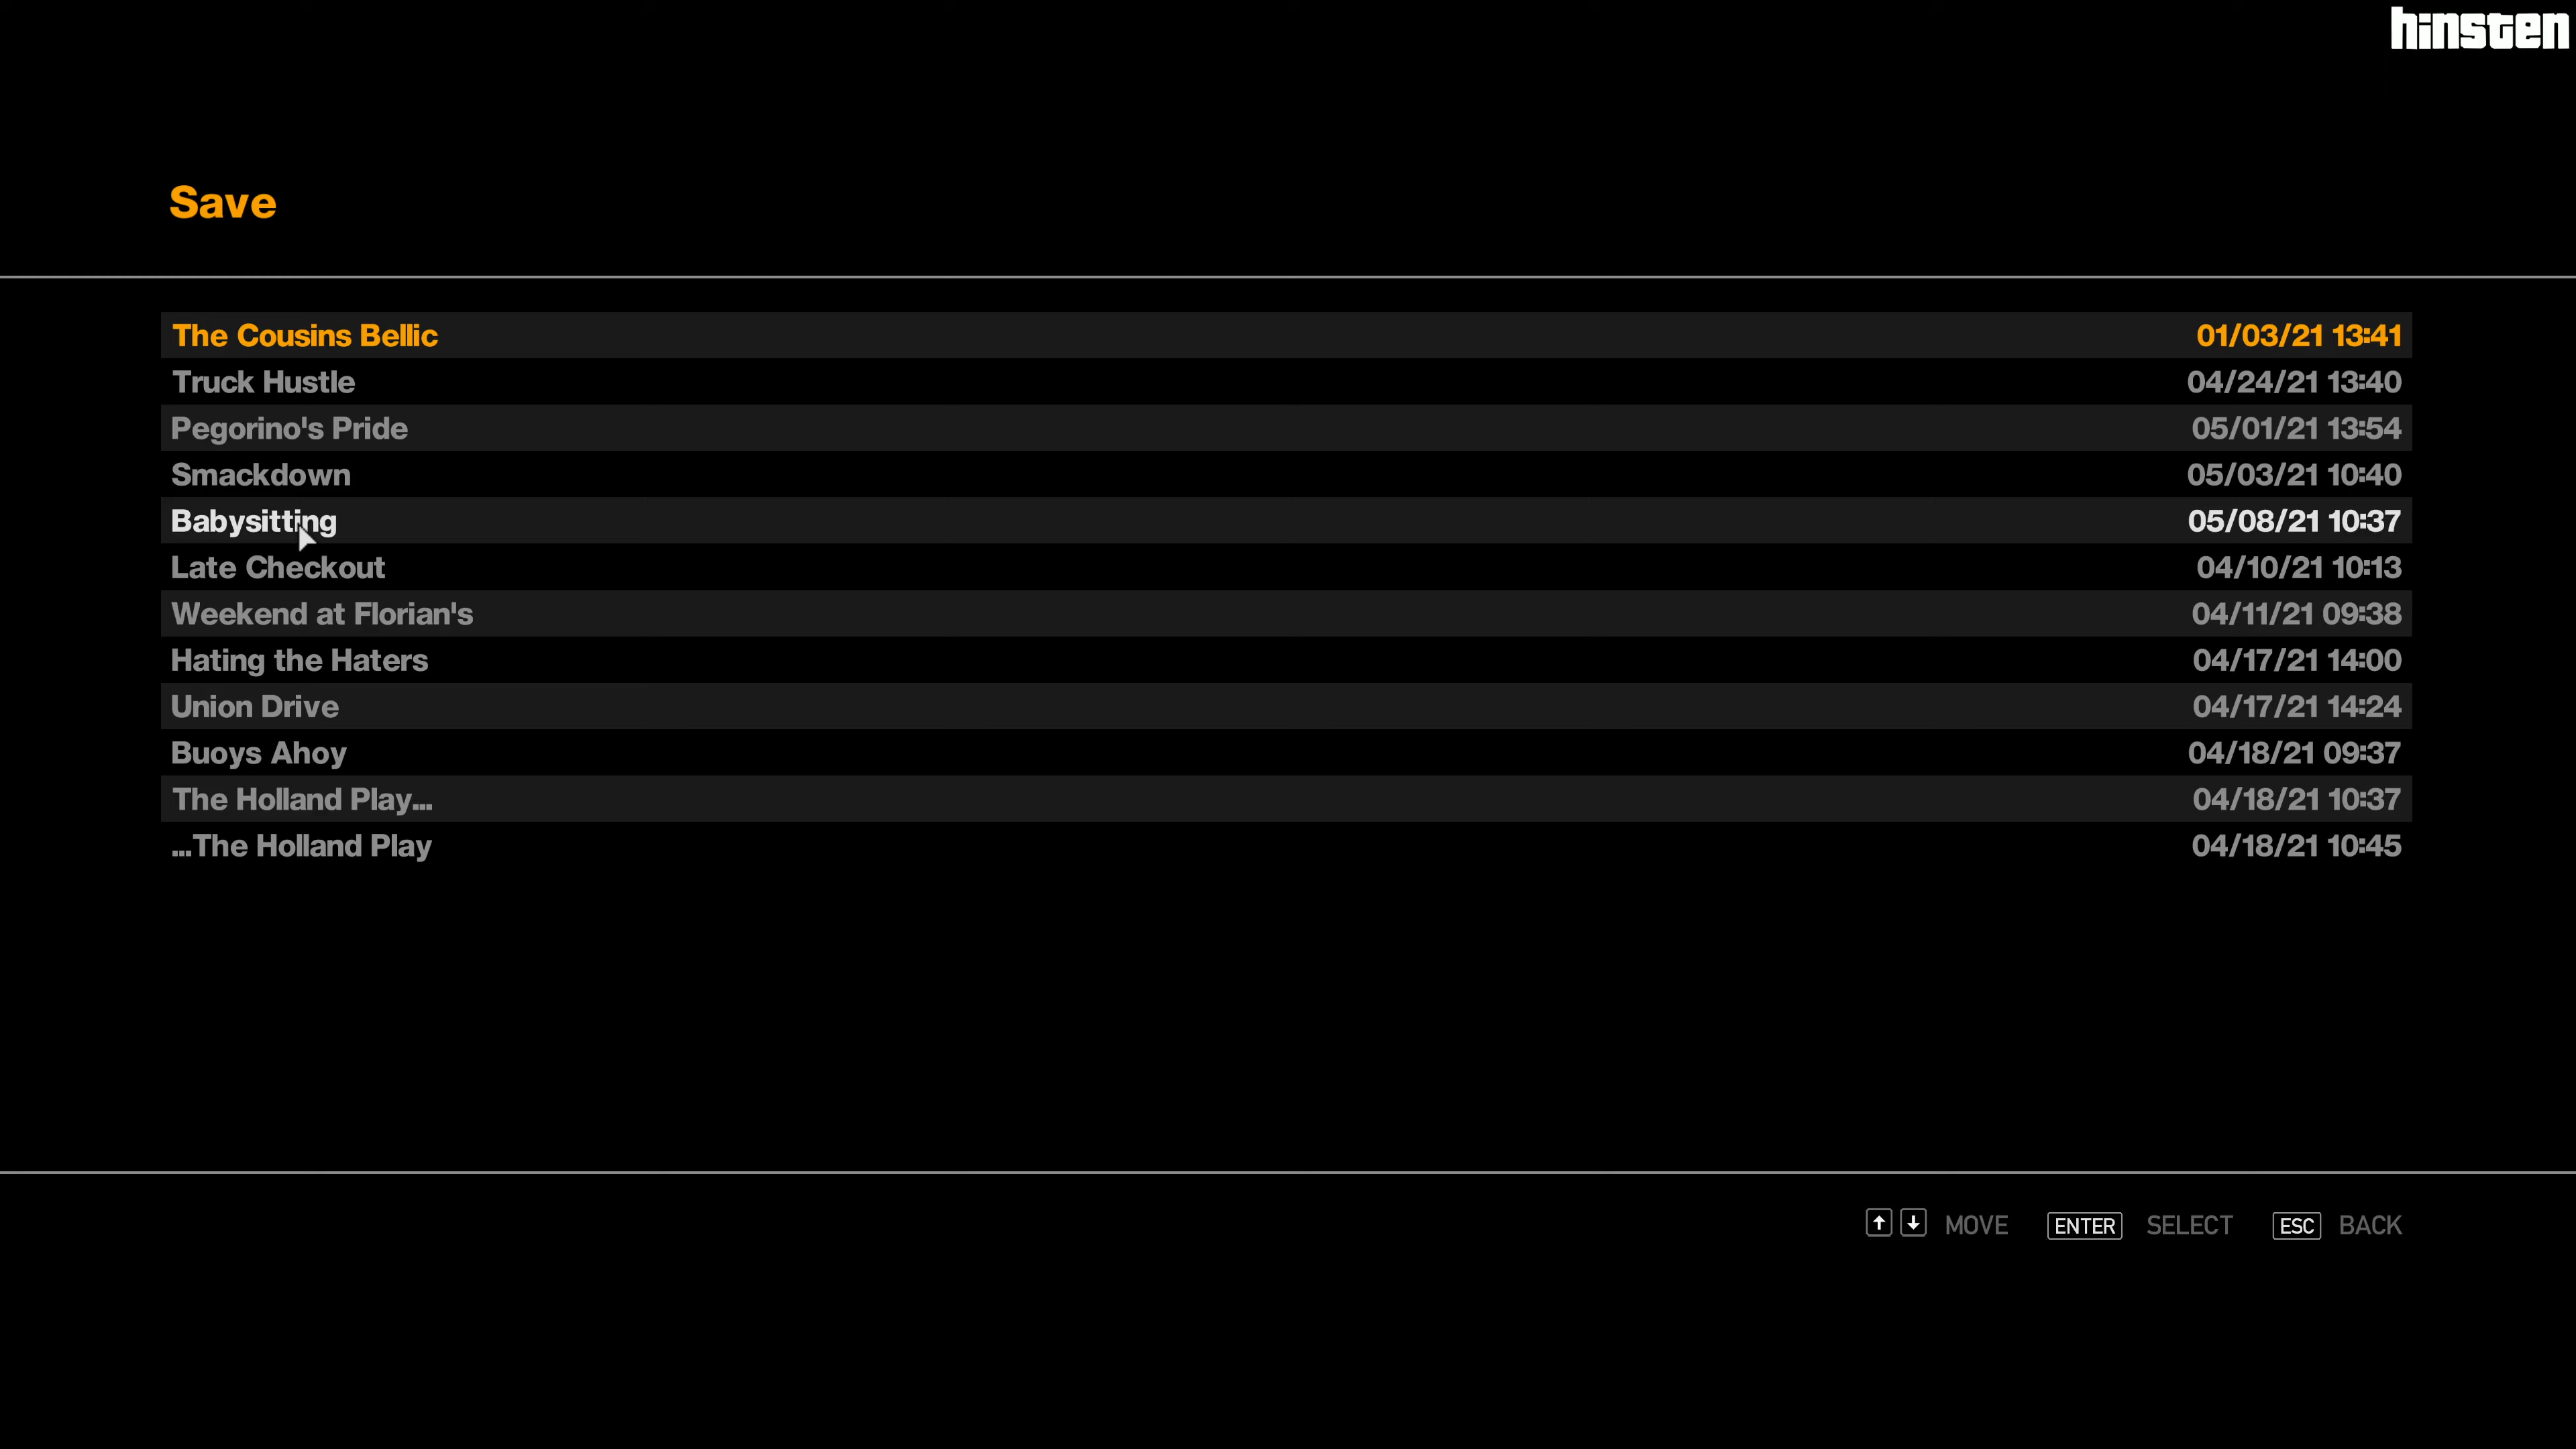 hinsten
Save
The Cousins Bellic 01/03/21 13:41
Truck Hustle 04/24/21 13:40
Pegorino's Pride 05/01/21 13:54
Smackdown 05/03/21 10:40
Babysitting 05/08/21 10:37
Late Checkout 04/10/21 10:13
Weekend at Florian's 04/11/21 09:38
Hating the Haters 04/17/21 14:00
Union Drive 04/17/21 14:24
Buoys Ahoy 04/18/21 09:37
The Holland Play... 04/18/21 10:37
...The Holland Play 04/18/21 10:45
MOVE ENTER SELECT ESC BACK